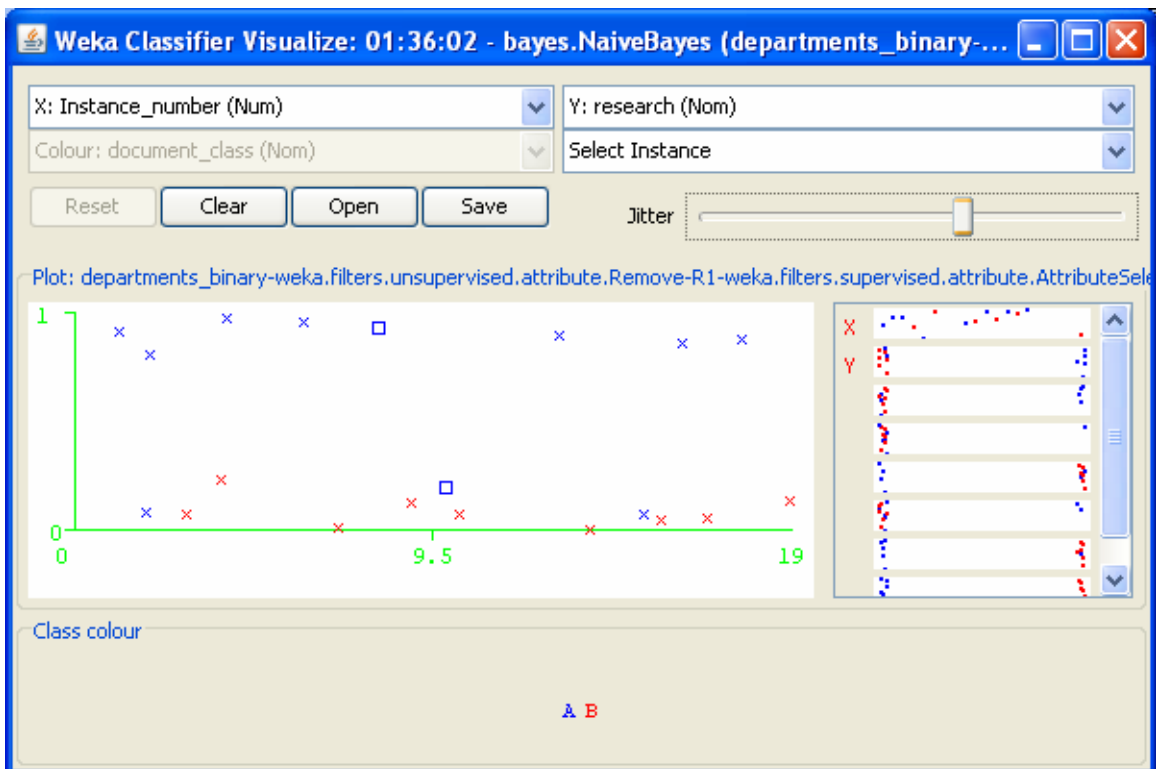 Weka Classifier Visualize: 01:36:02 - bayes.NaiveBayes (departments_binary-...
X: Instance_number (Num) Y: research (Nom)
Colour: document_class (Nom) Select Instance
Reset Clear Open Save Jitter
Plot: departments_binary-weka.filters.unsupervised.attribute.Remove-R1-weka.filters.supervised.attribute.AttributeSele
1
X
Y
0
0 9.5 19
Class colour
A B